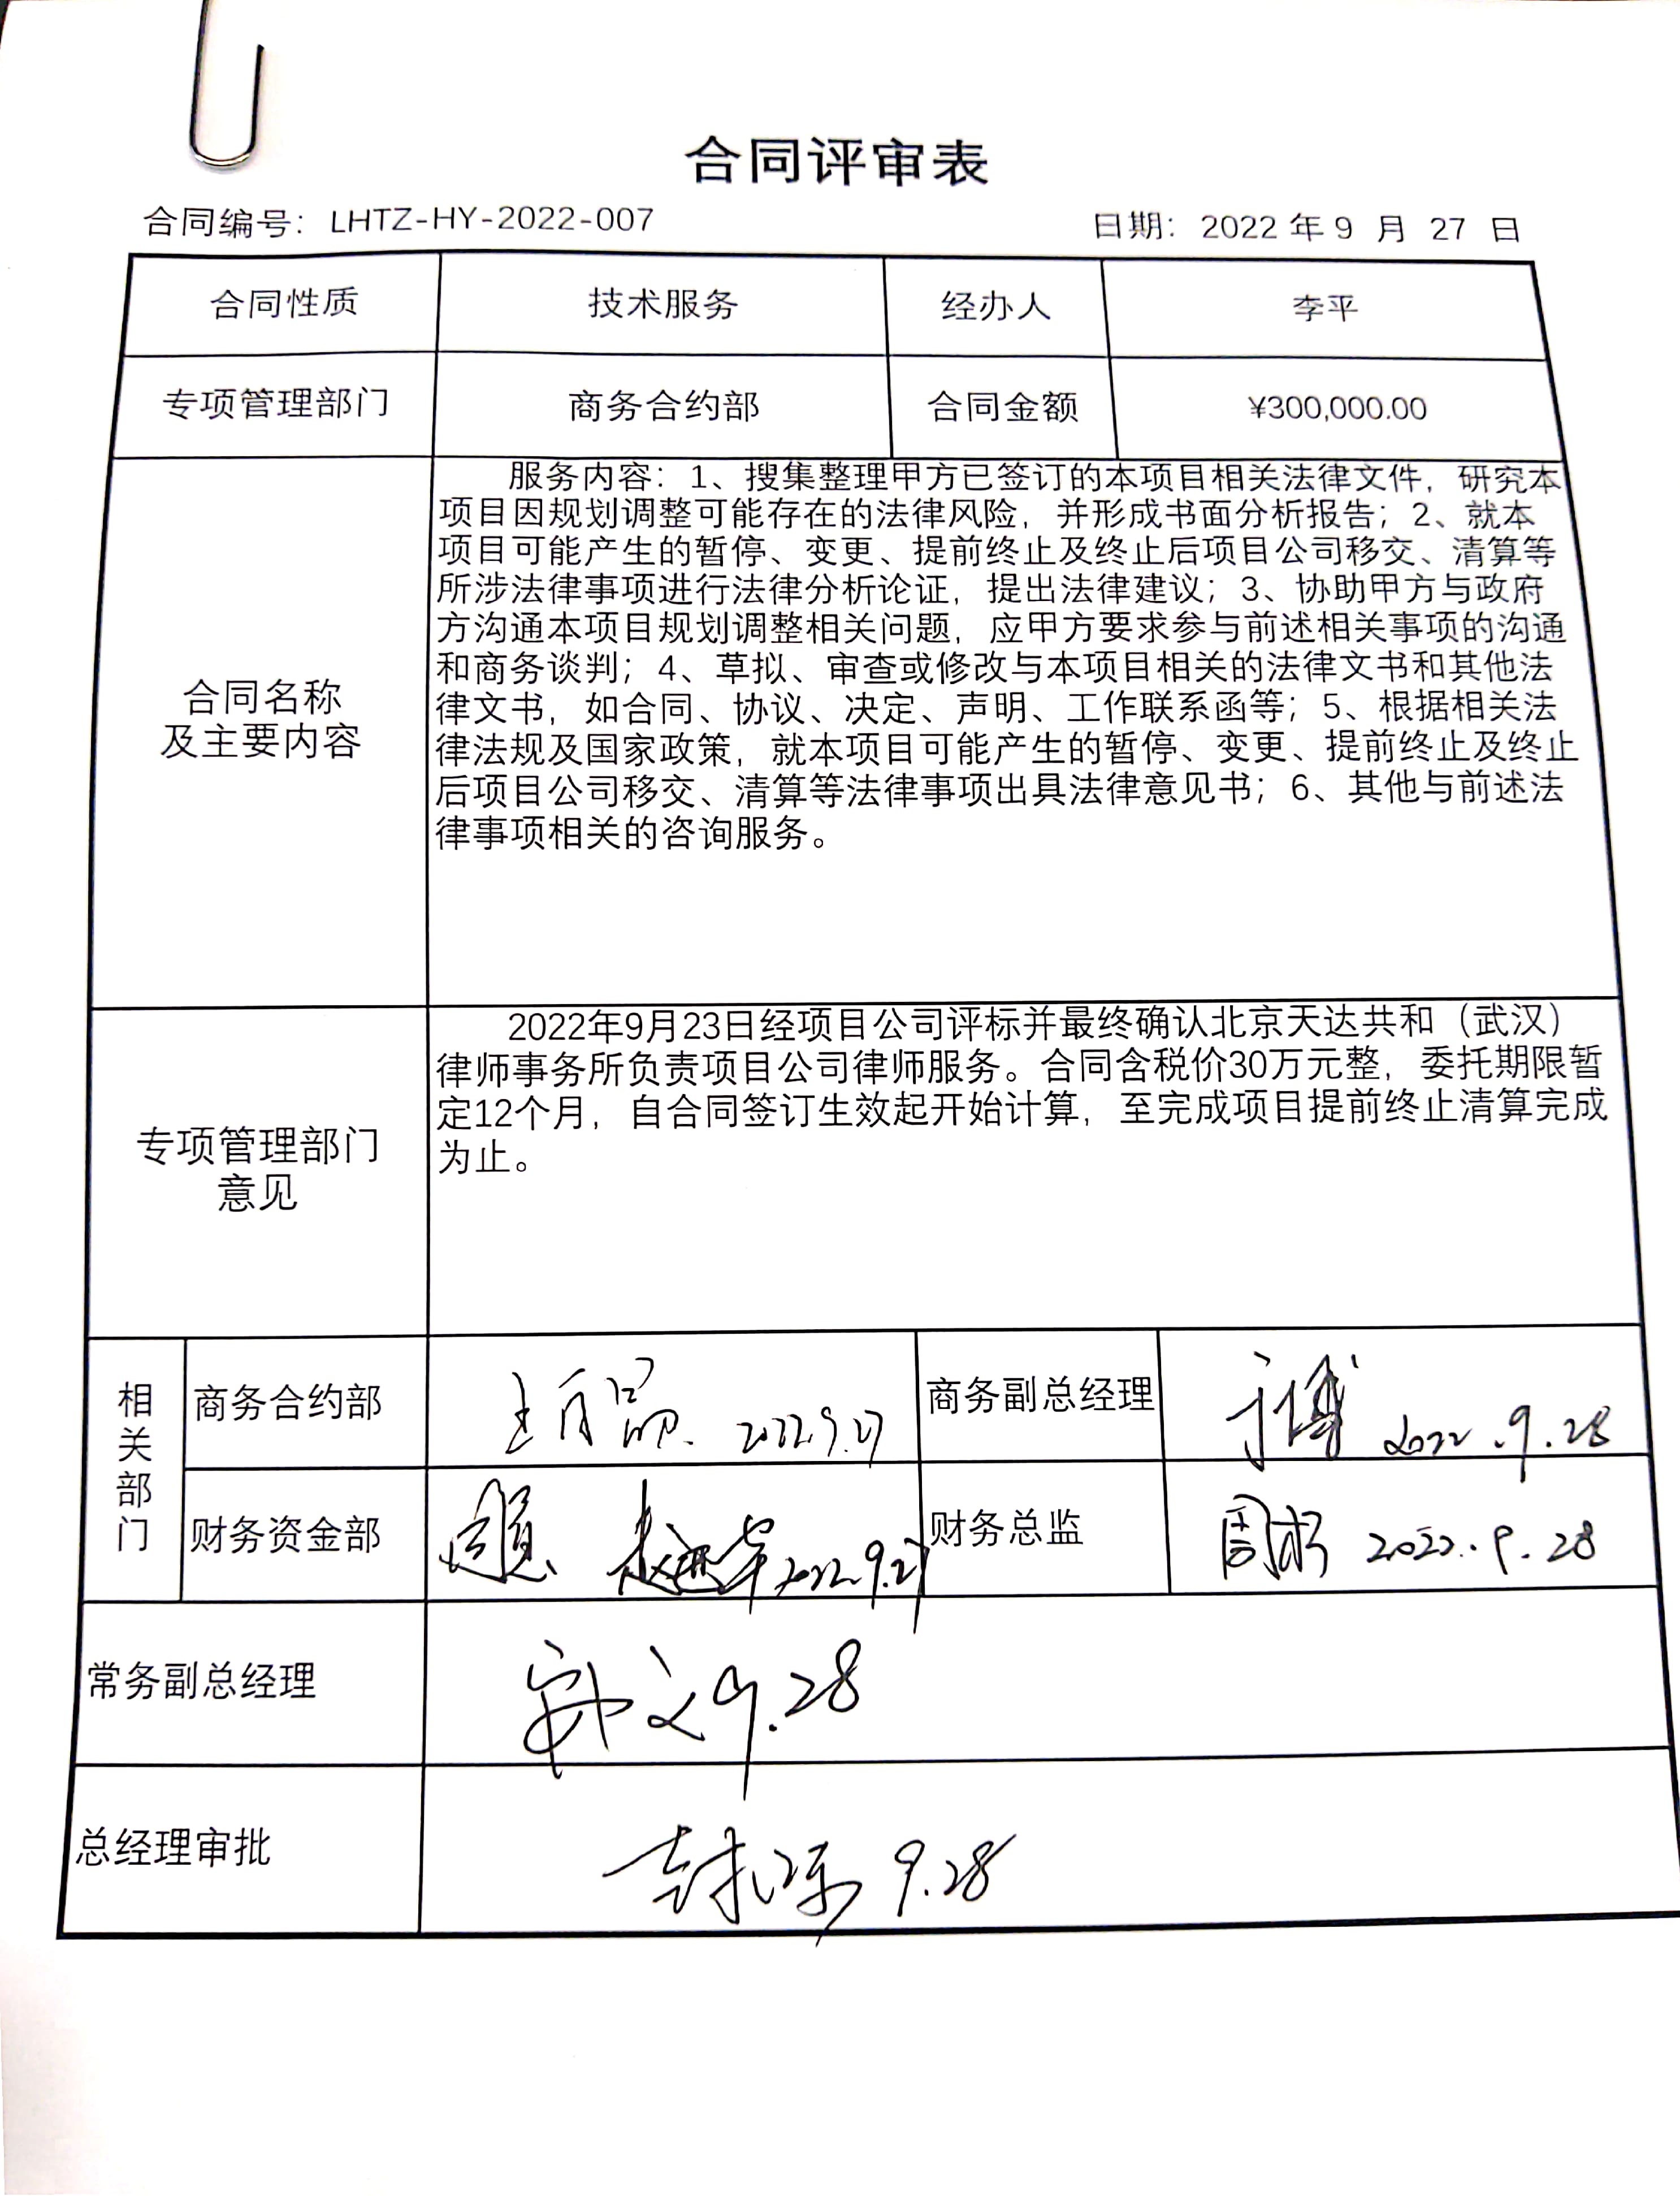 合同评审表
合同编号：LHTZ-HY-2022-007
日期：2022 年 9 月 27 日
合同性质
技术服务
经办人
李平
专项管理部门
商务合约部
合同金额
¥300,000.00
合同名称
及主要内容
服务内容：1、搜集整理甲方已签订的本项目相关法律文件，研究本
项目因规划调整可能存在的法律风险，并形成书面分析报告；2、就本
项目可能产生的暂停、变更、提前终止及终止后项目公司移交、清算等
所涉法律事项进行法律分析论证，提出法律建议；3、协助甲方与政府
方沟通本项目规划调整相关问题，应甲方要求参与前述相关事项的沟通
和商务谈判；4、草拟、审查或修改与本项目相关的法律文书和其他法
律文书，如合同、协议、决定、声明、工作联系函等；5、根据相关法
律法规及国家政策，就本项目可能产生的暂停、变更、提前终止及终止
后项目公司移交、清算等法律事项出具法律意见书；6、其他与前述法
律事项相关的咨询服务。
专项管理部门
意见
2022年9月23日经项目公司评标并最终确认北京天达共和（武汉）
律师事务所负责项目公司律师服务。合同含税价30万元整，委托期限暂
定12个月，自合同签订生效起开始计算，至完成项目提前终止清算完成
为止。
相关部门
商务合约部
2022.9.27
商务副总经理
2022.9.28
财务资金部
2022.9.27
财务总监
2022.9.28
常务副总经理
9.28
总经理审批
9.28